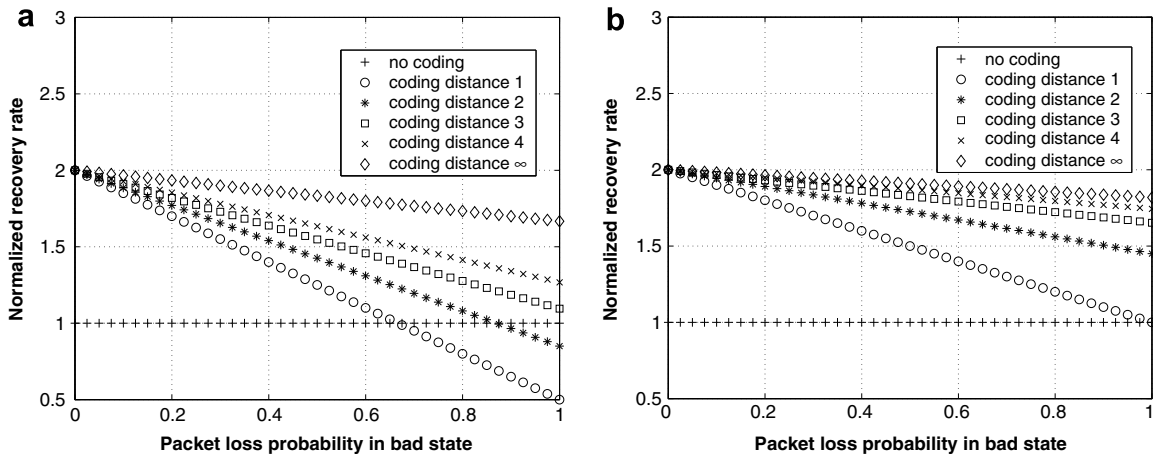 a
3
2.5
2
1.5
1
0.5
0
0.2
0.4
0.6
0.8
1
Normalized recovery rate
Packet loss probability in bad state
no coding
coding distance 1
coding distance 2
coding distance 3
coding distance 4
coding distance ∞
b
3
2.5
2
1.5
1
0.5
0
0.2
0.4
0.6
0.8
1
Normalized recovery rate
Packet loss probability in bad state
no coding
coding distance 1
coding distance 2
coding distance 3
coding distance 4
coding distance ∞